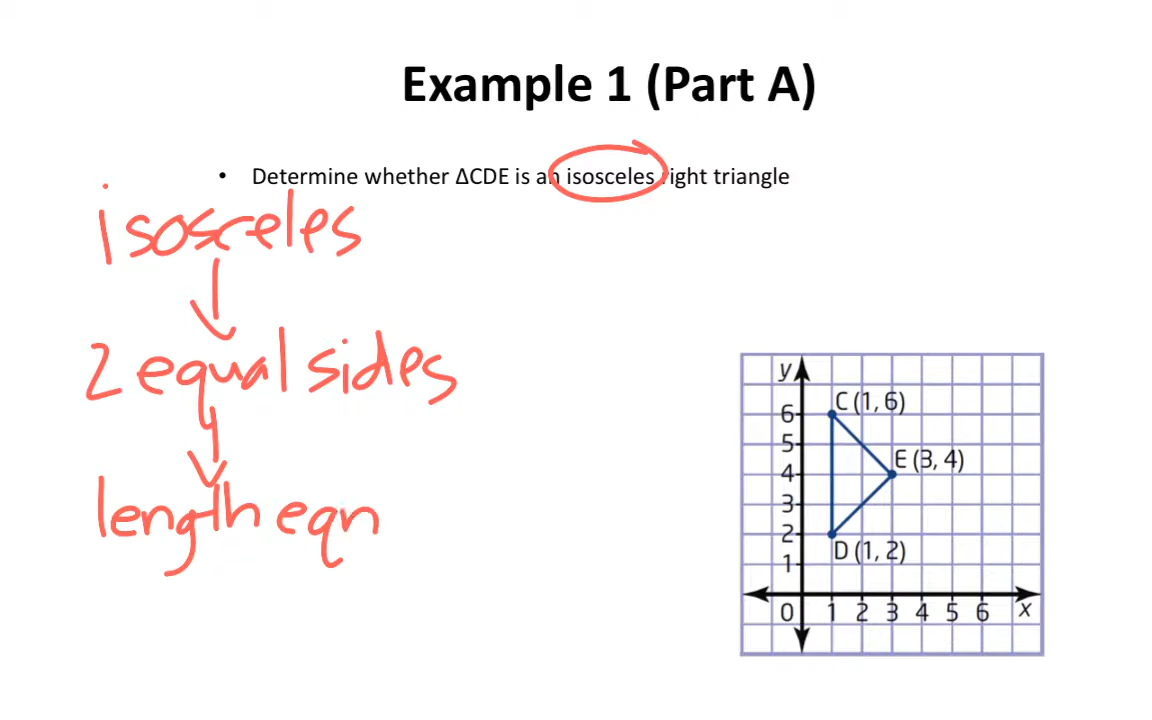 Example 1 (Part A)
• Determine whether ΔCDE is an isosceles right triangle
isosceles
2 equal sides
length eqn
y
C (1, 6)
6
5
E (3, 4)
4
3
2
D (1, 2)
1
0 1 2 3 4 5 6 x